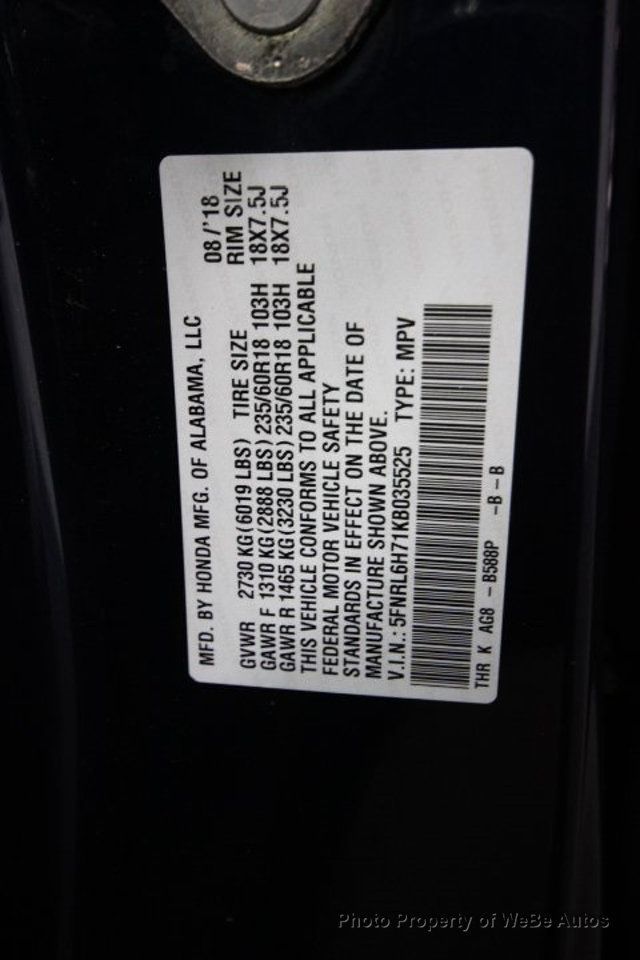 MFD. BY HONDA MFG. OF ALABAMA, LLC 08/'18
GVWR 2730 KG(6019 LBS) TIRE SIZE RIM SIZE
GAWR F 1310 KG(2888 LBS)235/60R18 103H 18X7.5J
GAWR R 1465 KG(3230 LBS)235/60R18 103H 18X7.5J
THIS VEHICLE CONFORMS TO ALL APPLICABLE
FEDERAL MOTOR VEHICLE SAFETY
STANDARDS IN EFFECT ON THE DATE OF
MANUFACTURE SHOWN ABOVE.
V.I.N.: 5FNRL6H71KB035525 TYPE: MPV
THR K AG8 - B588P -B-B
Photo Property of WeBe Autos